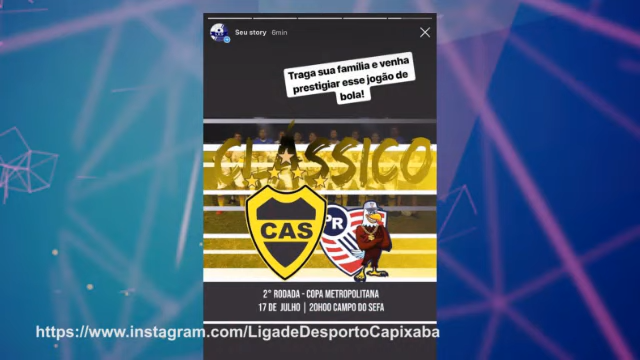 Seu story 6min
Traga sua família e venha
prestigiar esse jogão de
bola!
CLÁSSICO
CAS
PR
2° RODADA - COPA METROPOLITANA
17 DE JULHO | 20H00 CAMPO DO SEFA
https://www.instagram.com/LigadeDesportoCapixaba